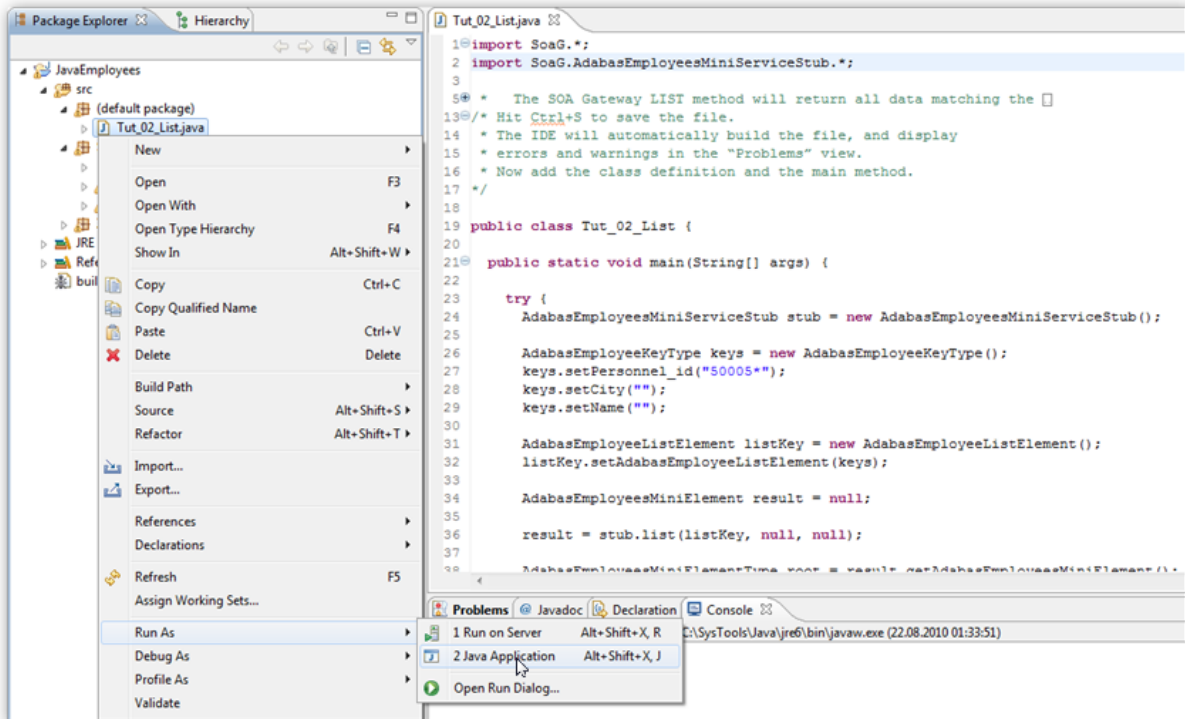 Package Explorer
Hierarchy
JavaEmployees
src
(default package)
Tut_02_List.java
JRE
Refe
buil
New
Open F3
Open With
Open Type Hierarchy F4
Show In Alt+Shift+W
Copy Ctrl+C
Copy Qualified Name
Paste Ctrl+V
Delete Delete
Build Path
Source Alt+Shift+S
Refactor Alt+Shift+T
Import...
Export...
References
Declarations
Refresh F5
Assign Working Sets...
Run As
Debug As
Profile As
Validate
1 Run on Server Alt+Shift+X, R
2 Java Application Alt+Shift+X, J
Open Run Dialog...
Tut_02_List.java
1 import SoaG.*;
2 import SoaG.AdabasEmployeesMiniServiceStub.*;
3
5 * The SOA Gateway LIST method will return all data matching the
13 /* Hit Ctrl+S to save the file.
14 * The IDE will automatically build the file, and display
15 * errors and warnings in the “Problems” view.
16 * Now add the class definition and the main method.
17 */
18
19 public class Tut_02_List {
20
21 public static void main(String[] args) {
22
23 try {
24 AdabasEmployeesMiniServiceStub stub = new AdabasEmployeesMiniServiceStub();
25
26 AdabasEmployeeKeyType keys = new AdabasEmployeeKeyType();
27 keys.setPersonnel_id("50005*");
28 keys.setCity("");
29 keys.setName("");
30
31 AdabasEmployeeListElement listKey = new AdabasEmployeeListElement();
32 listKey.setAdabasEmployeeListElement(keys);
33
34 AdabasEmployeesMiniElement result = null;
35
36 result = stub.list(listKey, null, null);
37
38 AdabasEmployeesMiniElementType root = result.getAdabasEmployeesMiniElement();
Problems
Javadoc
Declaration
Console
C:\SysTools\Java\jre6\bin\javaw.exe (22.08.2010 01:33:51)